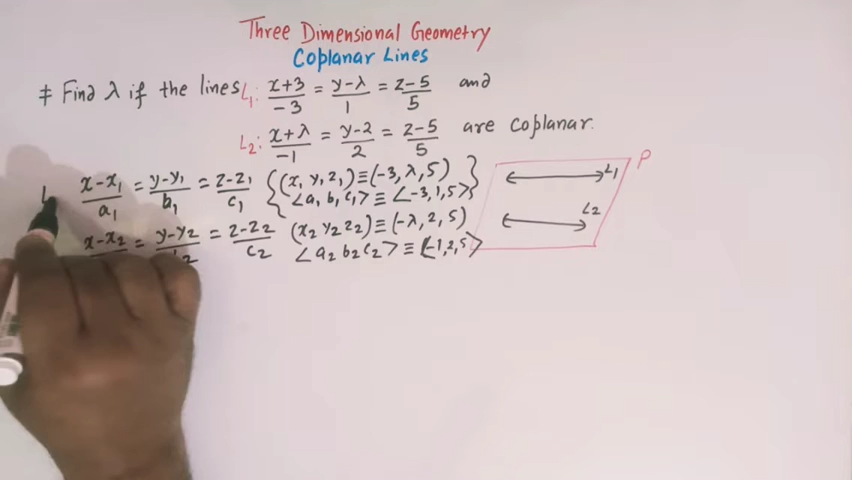 Three Dimensional Geometry
Coplanar Lines
# Find λ if the lines L₁: (x+3)/(-3) = (y-λ)/1 = (z-5)/5 and
L₂: (x+λ)/(-1) = (y-2)/2 = (z-5)/5 are coplanar.
(x-x₁)/a₁ = (y-y₁)/b₁ = (z-z₁)/c₁ { (x₁ y₁ z₁) ≡ (-3, λ, 5)
<a₁ b₁ c₁> ≡ <-3, 1, 5> }
= (z-z₂)/c₂ (x₂ y₂ z₂) ≡ (-λ, 2, 5)
x-x₂ = y-y₂
<a₂ b₂ c₂> ≡ <-1, 2, 5>
P
L₁
L₂